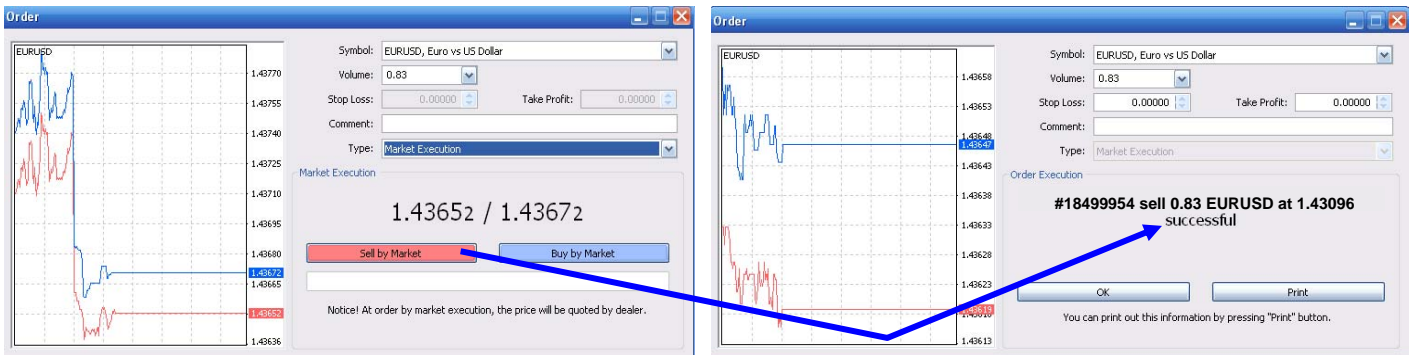 Order
EURUSD
1.43770
1.43755
1.43740
1.43725
1.43710
1.43695
1.43680
1.43672
1.43665
1.43652
1.43636
Symbol: EURUSD, Euro vs US Dollar
Volume: 0.83
Stop Loss: 0.00000 Take Profit: 0.00000
Comment:
Type: Market Execution
Market Execution
1.43652 / 1.43672
Sell by Market Buy by Market
Notice! At order by market execution, the price will be quoted by dealer.
Order
EURUSD
1.43658
1.43653
1.43648
1.43647
1.43643
1.43638
1.43633
1.43628
1.43623
1.43619
1.43613
Symbol: EURUSD, Euro vs US Dollar
Volume: 0.83
Stop Loss: 0.00000 Take Profit: 0.00000
Comment:
Type: Market Execution
Order Execution
#18499954 sell 0.83 EURUSD at 1.43096
successful
OK Print
You can print out this information by pressing "Print" button.